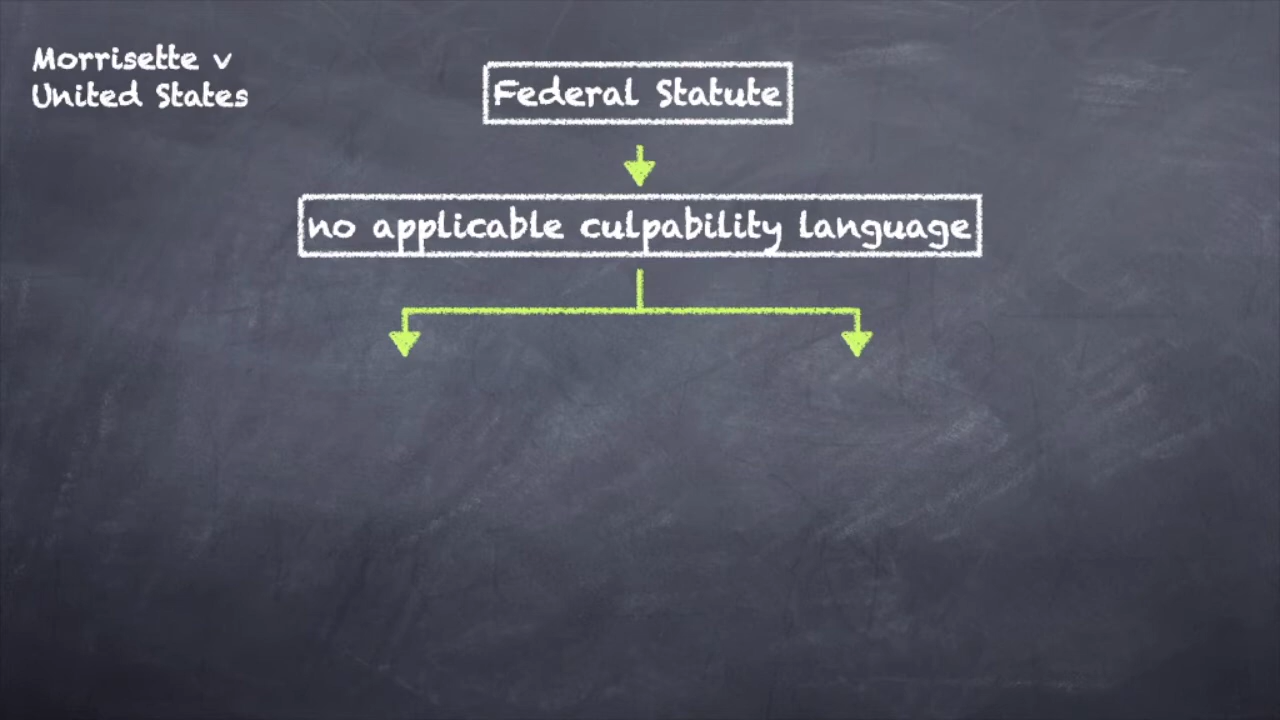 Morrisette v
United States
Federal Statute
no applicable culpability language